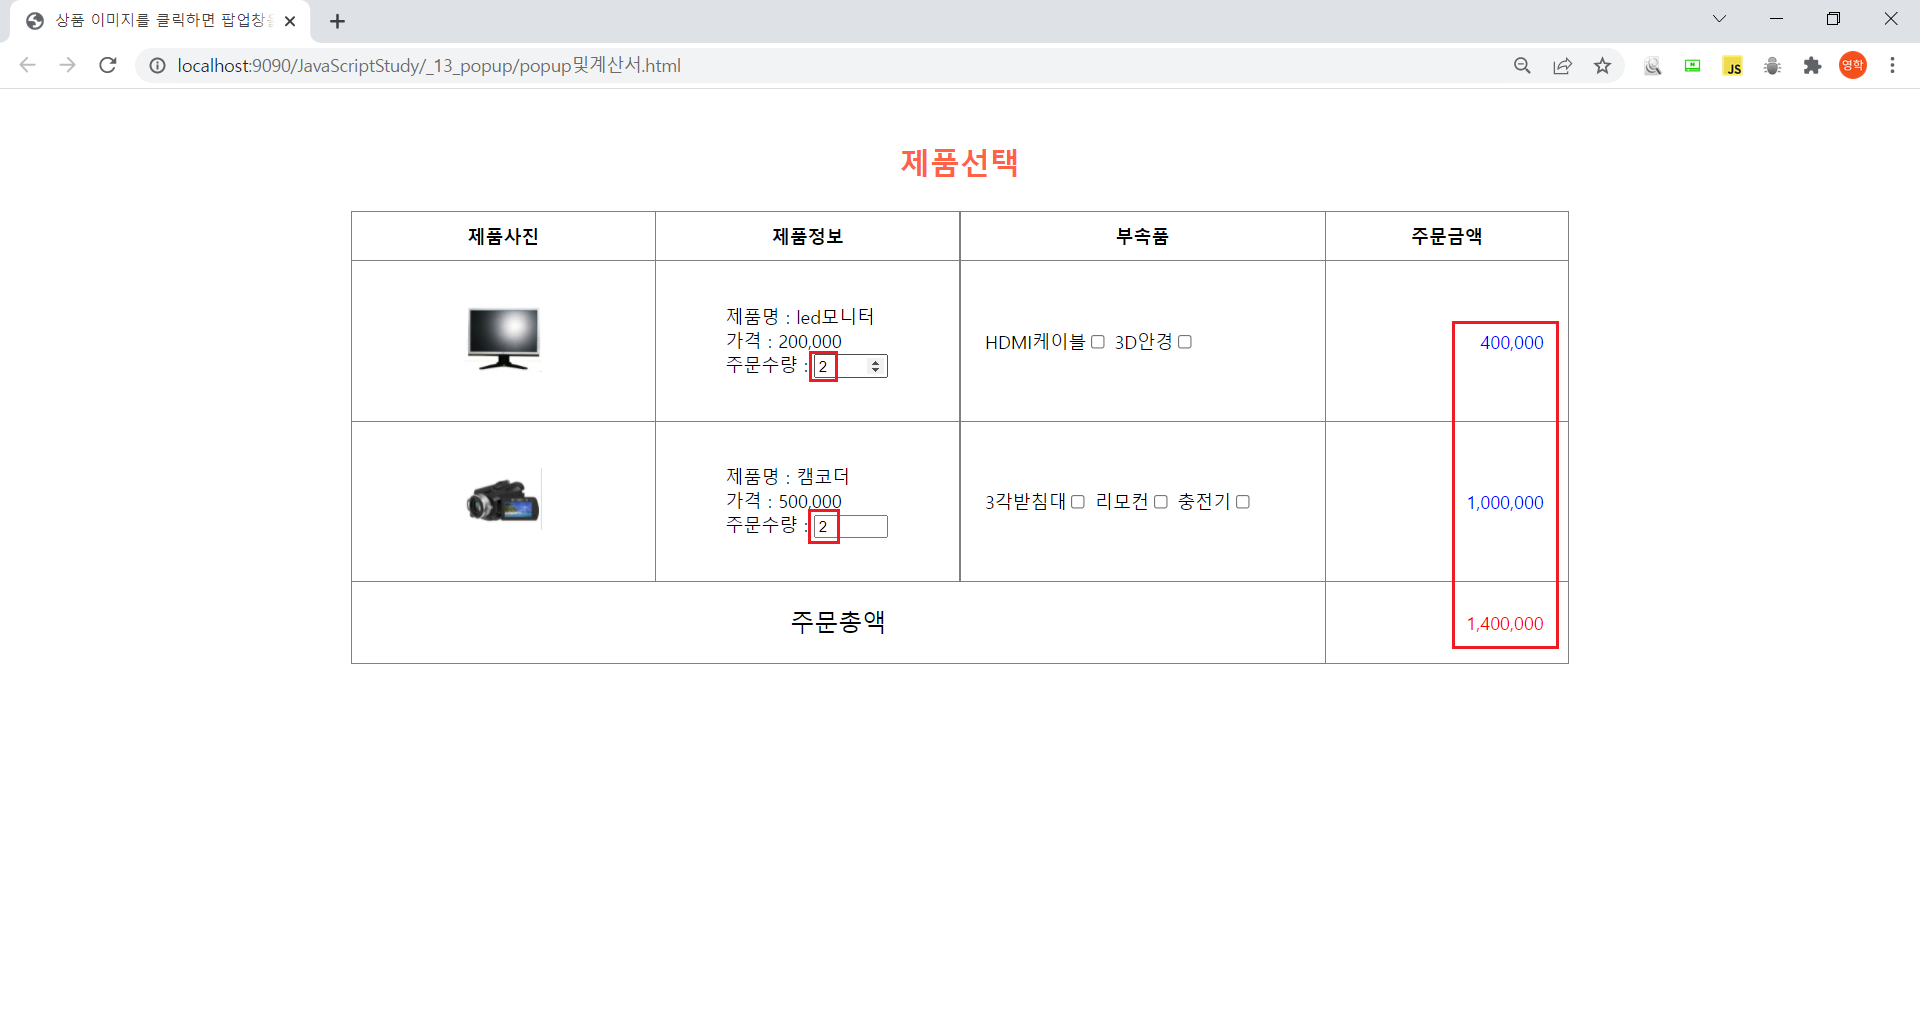 상품 이미지를 클릭하면 팝업창을
localhost:9090/JavaScriptStudy/_13_popup/popup및계산서.html
JS
영학
제품선택
제품사진 제품정보 부속품 주문금액
제품명 : led모니터
가격 : 200,000
주문수량 : 2
HDMI케이블 3D안경
400,000
제품명 : 캠코더
가격 : 500,000
주문수량 : 2
3각받침대 리모컨 충전기
1,000,000
주문총액 1,400,000